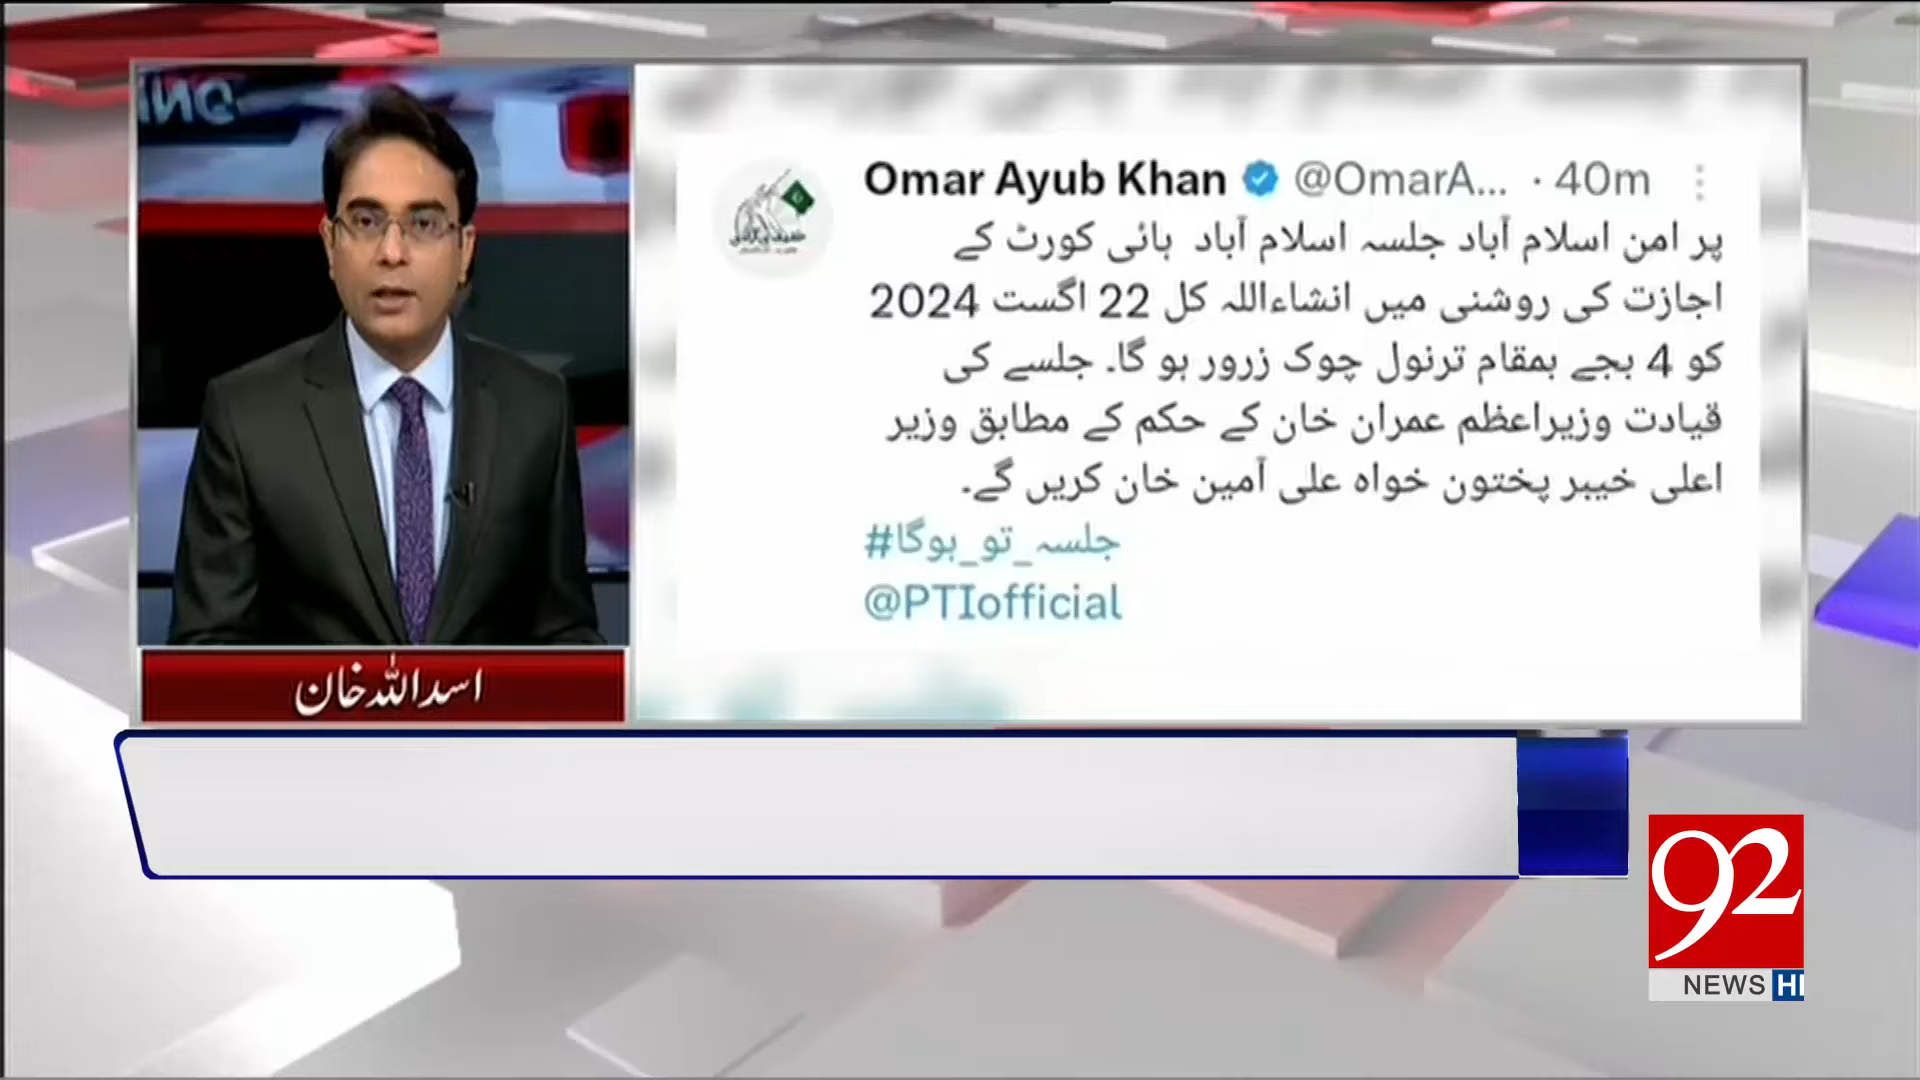 Omar Ayub Khan @OmarA... · 40m
پر امن اسلام آباد جلسہ اسلام آباد ہائی کورٹ کے
اجازت کی روشنی میں انشاءاللہ کل 22 اگست 2024
کو 4 بجے بمقام ترنول چوک زرور ہو گا۔ جلسے کی
قیادت وزیراعظم عمران خان کے حکم کے مطابق وزیر
اعلی خیبر پختون خواہ علی آمین خان کریں گے۔
#جلسہ_تو_ہوگا
@PTIofficial
اسد اللہ خان
92
NEWS HD